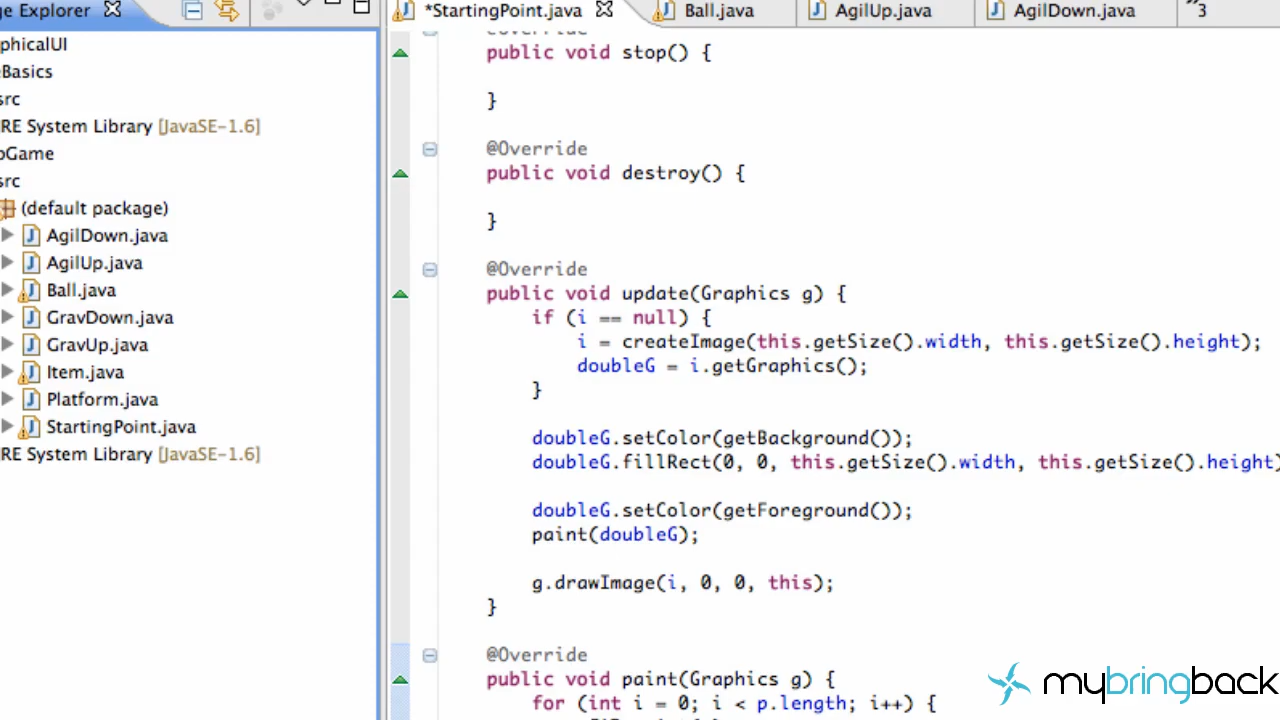 ge Explorer
phicalUI
eBasics
src
RE System Library [JavaSE-1.6]
oGame
src
(default package)
AgilDown.java
AgilUp.java
Ball.java
GravDown.java
GravUp.java
Item.java
Platform.java
StartingPoint.java
RE System Library [JavaSE-1.6]
*StartingPoint.java
Ball.java
AgilUp.java
AgilDown.java
»3
@Override
public void stop() {
}
@Override
public void destroy() {
}
@Override
public void update(Graphics g) {
if (i == null) {
i = createImage(this.getSize().width, this.getSize().height);
doubleG = i.getGraphics();
}
doubleG.setColor(getBackground());
doubleG.fillRect(0, 0, this.getSize().width, this.getSize().height)
doubleG.setColor(getForeground());
paint(doubleG);
g.drawImage(i, 0, 0, this);
}
@Override
public void paint(Graphics g) {
for (int i = 0; i < p.length; i++) {
mybringback